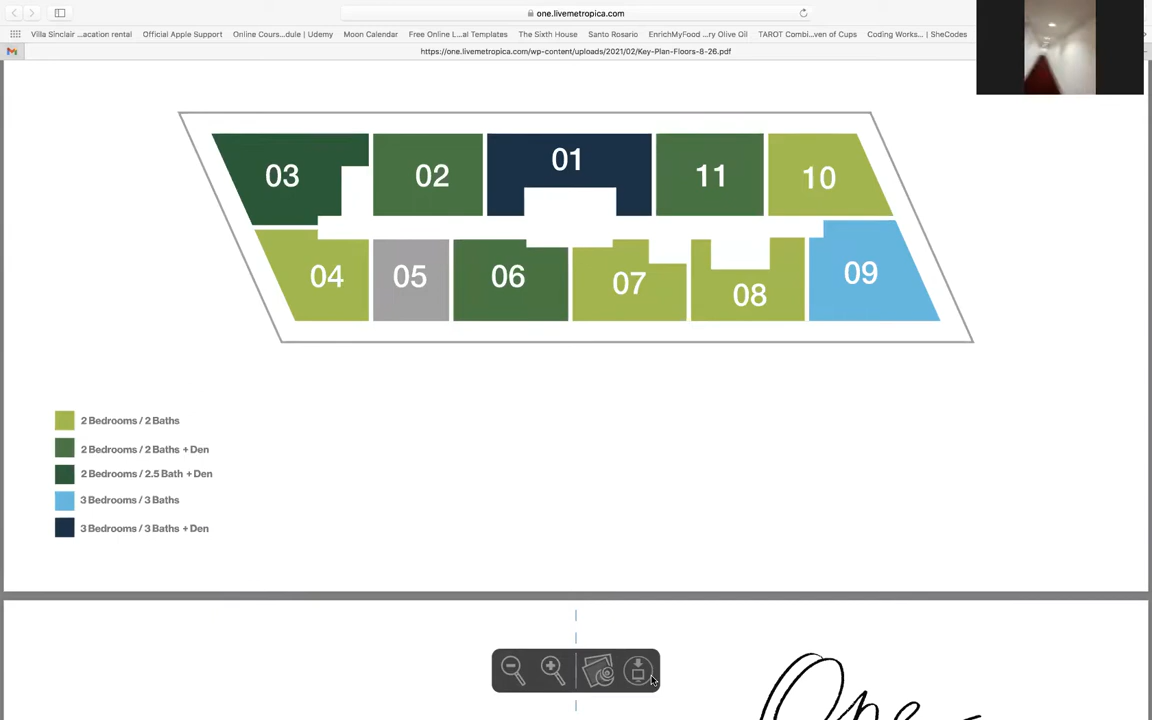 one.livemetropica.com
Villa Sinclair ...acation rental Official Apple Support Online Cours...dule | Udemy Moon Calendar Free Online L...al Templates The Sixth House Santo Rosario EnrichMyFood ...ry Olive Oil TAROT Combi...ven of Cups Coding Works... | SheCodes
https://one.livemetropica.com/wp-content/uploads/2021/02/Key-Plan-Floors-8-26.pdf
03 02 01 11 10
04 05 06 07 08 09
2 Bedrooms / 2 Baths
2 Bedrooms / 2 Baths + Den
2 Bedrooms / 2.5 Bath + Den
3 Bedrooms / 3 Baths
3 Bedrooms / 3 Baths + Den
One